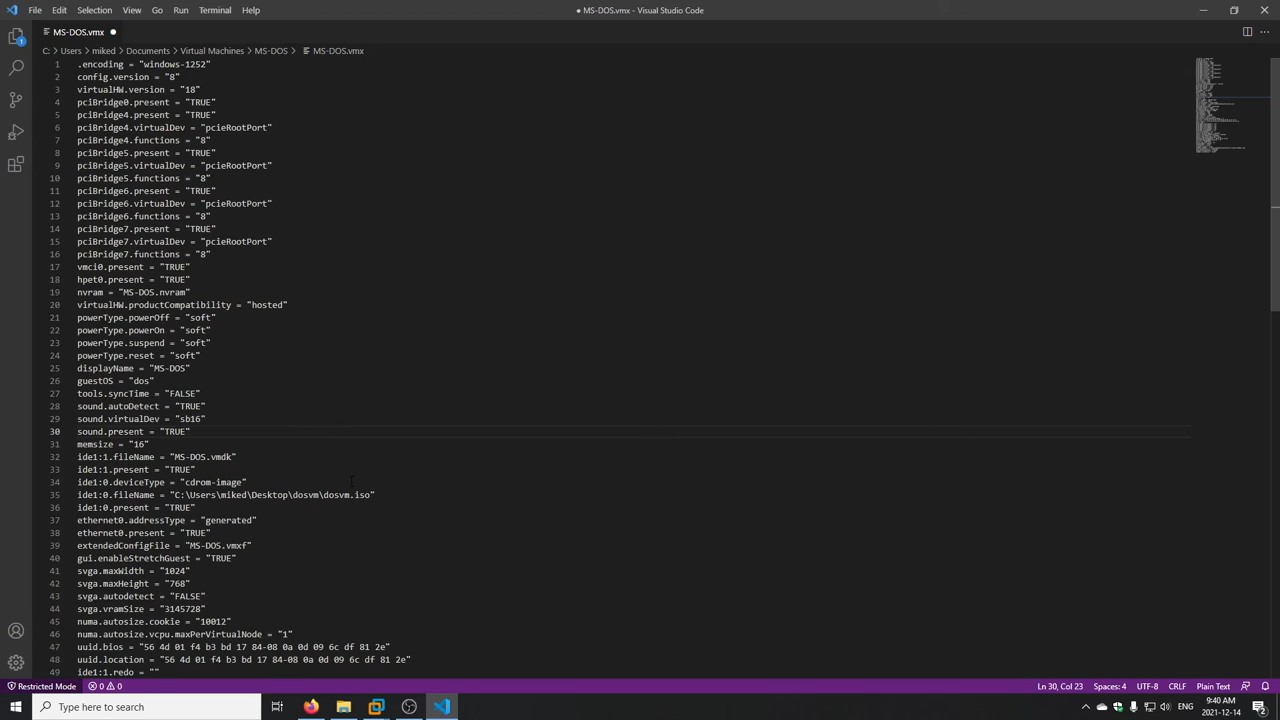 File Edit Selection View Go Run Terminal Help
● MS-DOS.vmx - Visual Studio Code
MS-DOS.vmx ●
C: > Users > miked > Documents > Virtual Machines > MS-DOS > MS-DOS.vmx
1 .encoding = "windows-1252"
2 config.version = "8"
3 virtualHW.version = "18"
4 pciBridge0.present = "TRUE"
5 pciBridge4.present = "TRUE"
6 pciBridge4.virtualDev = "pcieRootPort"
7 pciBridge4.functions = "8"
8 pciBridge5.present = "TRUE"
9 pciBridge5.virtualDev = "pcieRootPort"
10 pciBridge5.functions = "8"
11 pciBridge6.present = "TRUE"
12 pciBridge6.virtualDev = "pcieRootPort"
13 pciBridge6.functions = "8"
14 pciBridge7.present = "TRUE"
15 pciBridge7.virtualDev = "pcieRootPort"
16 pciBridge7.functions = "8"
17 vmci0.present = "TRUE"
18 hpet0.present = "TRUE"
19 nvram = "MS-DOS.nvram"
20 virtualHW.productCompatibility = "hosted"
21 powerType.powerOff = "soft"
22 powerType.powerOn = "soft"
23 powerType.suspend = "soft"
24 powerType.reset = "soft"
25 displayName = "MS-DOS"
26 guestOS = "dos"
27 tools.syncTime = "FALSE"
28 sound.autoDetect = "TRUE"
29 sound.virtualDev = "sb16"
30 sound.present = "TRUE"
31 memsize = "16"
32 ide1:1.fileName = "MS-DOS.vmdk"
33 ide1:1.present = "TRUE"
34 ide1:0.deviceType = "cdrom-image"
35 ide1:0.fileName = "C:\Users\miked\Desktop\dosvm\dosvm.iso"
36 ide1:0.present = "TRUE"
37 ethernet0.addressType = "generated"
38 ethernet0.present = "TRUE"
39 extendedConfigFile = "MS-DOS.vmxf"
40 gui.enableStretchGuest = "TRUE"
41 svga.maxWidth = "1024"
42 svga.maxHeight = "768"
43 svga.autodetect = "FALSE"
44 svga.vramSize = "3145728"
45 numa.autosize.cookie = "10012"
46 numa.autosize.vcpu.maxPerVirtualNode = "1"
47 uuid.bios = "56 4d 01 f4 b3 bd 17 84-08 0a 0d 09 6c df 81 2e"
48 uuid.location = "56 4d 01 f4 b3 bd 17 84-08 0a 0d 09 6c df 81 2e"
49 ide1:1.redo = ""
Restricted Mode 0 0 Ln 30, Col 23 Spaces: 4 UTF-8 CRLF Plain Text
Type here to search
ENG
9:40 AM
2021-12-14
2
1